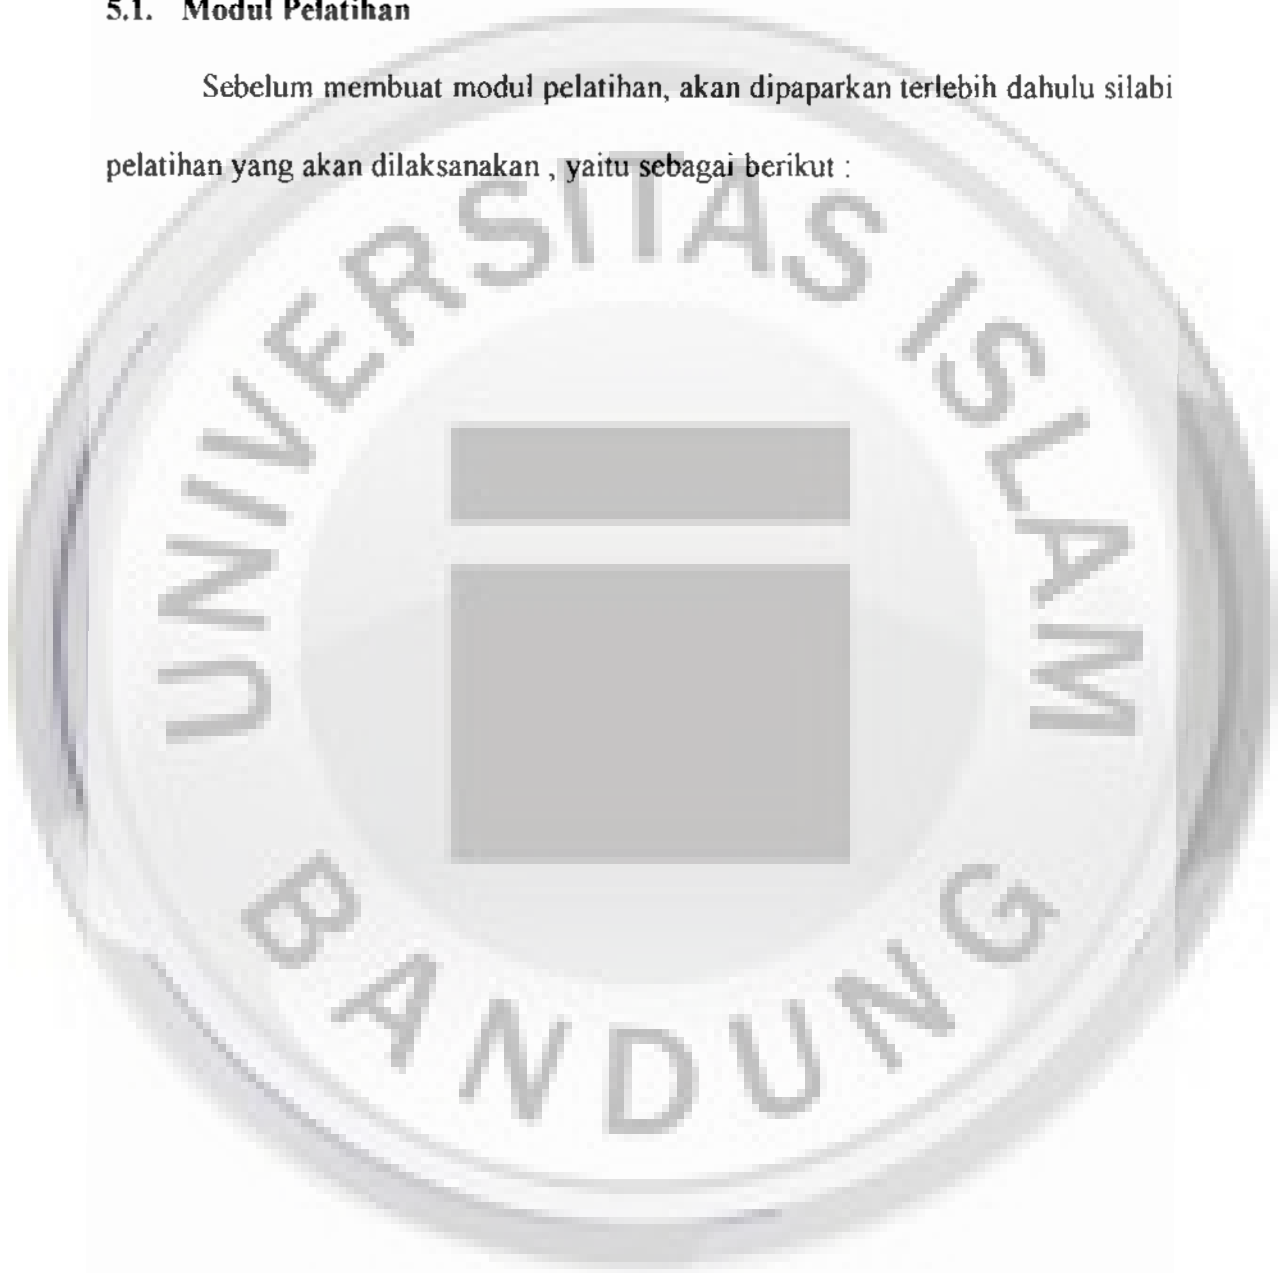 5.1. Modul Pelatihan
Sebelum membuat modul pelatihan, akan dipaparkan terlebih dahulu silabi
pelatihan yang akan dilaksanakan , yaitu sebagai berikut :
UNIVERSITAS ISLAM
BANDUNG